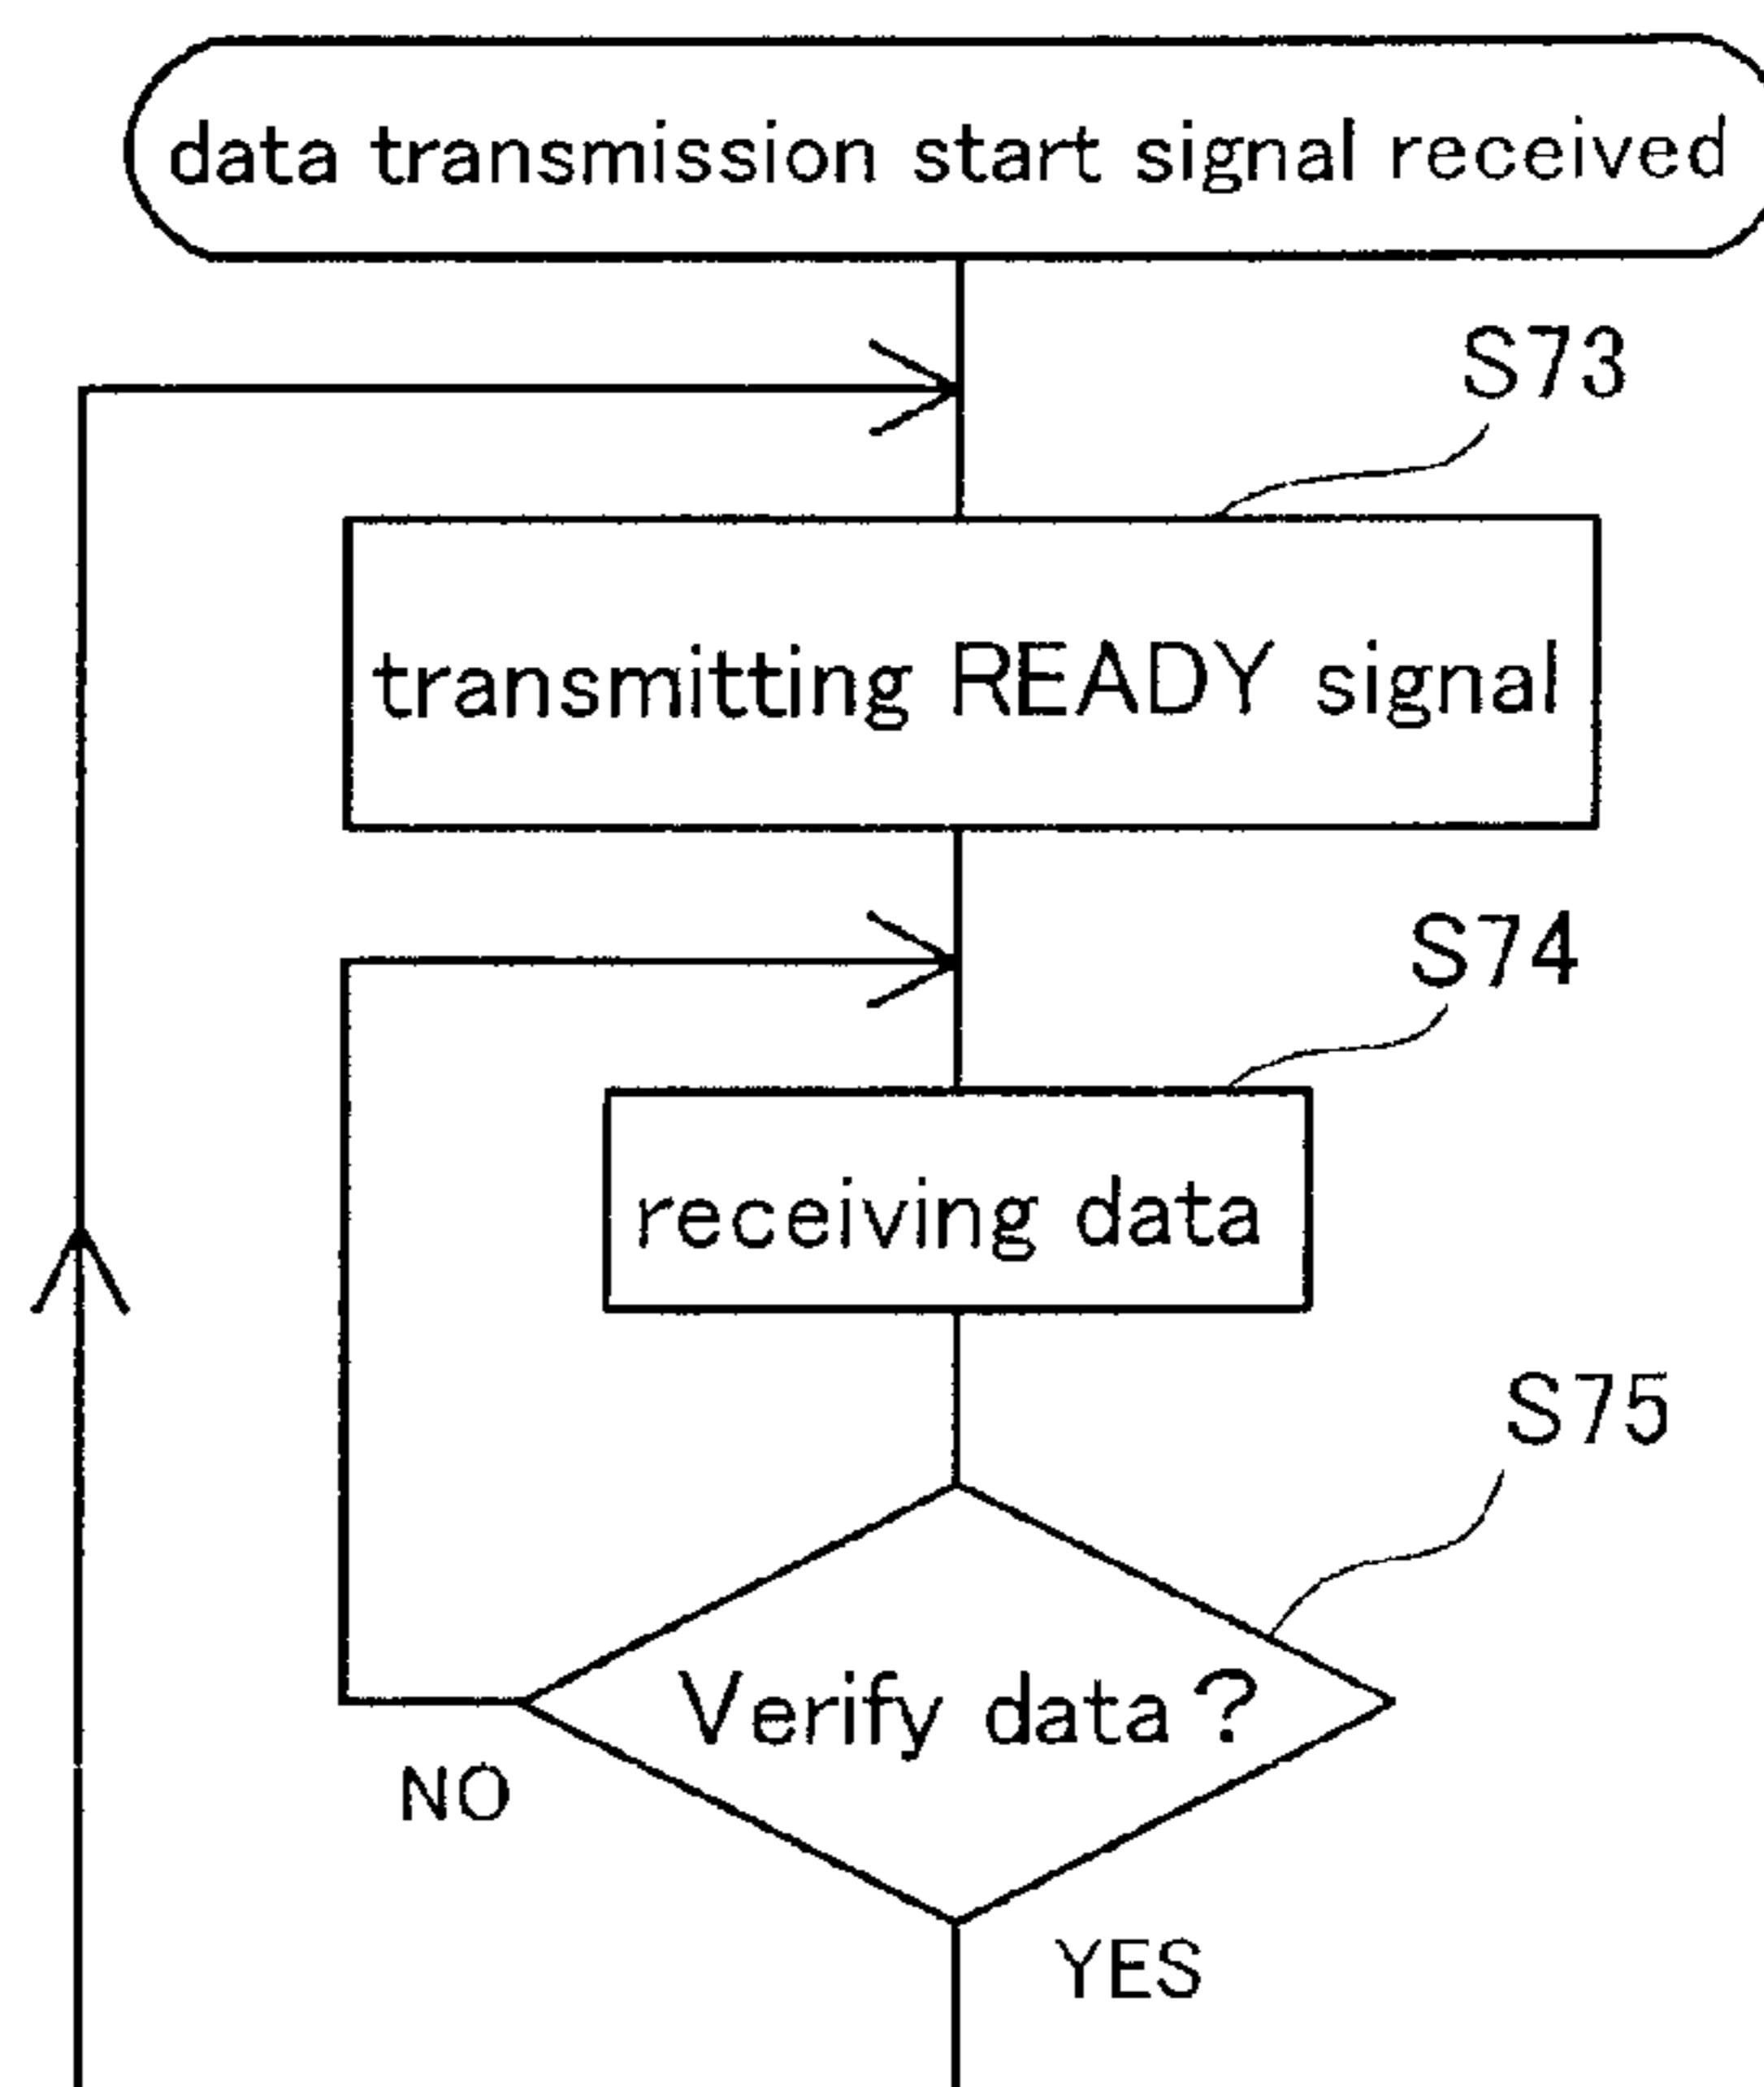 data transmission start signal received
S73
transmitting READY signal
S74
receiving data
S75
Verify data ?
NO
YES